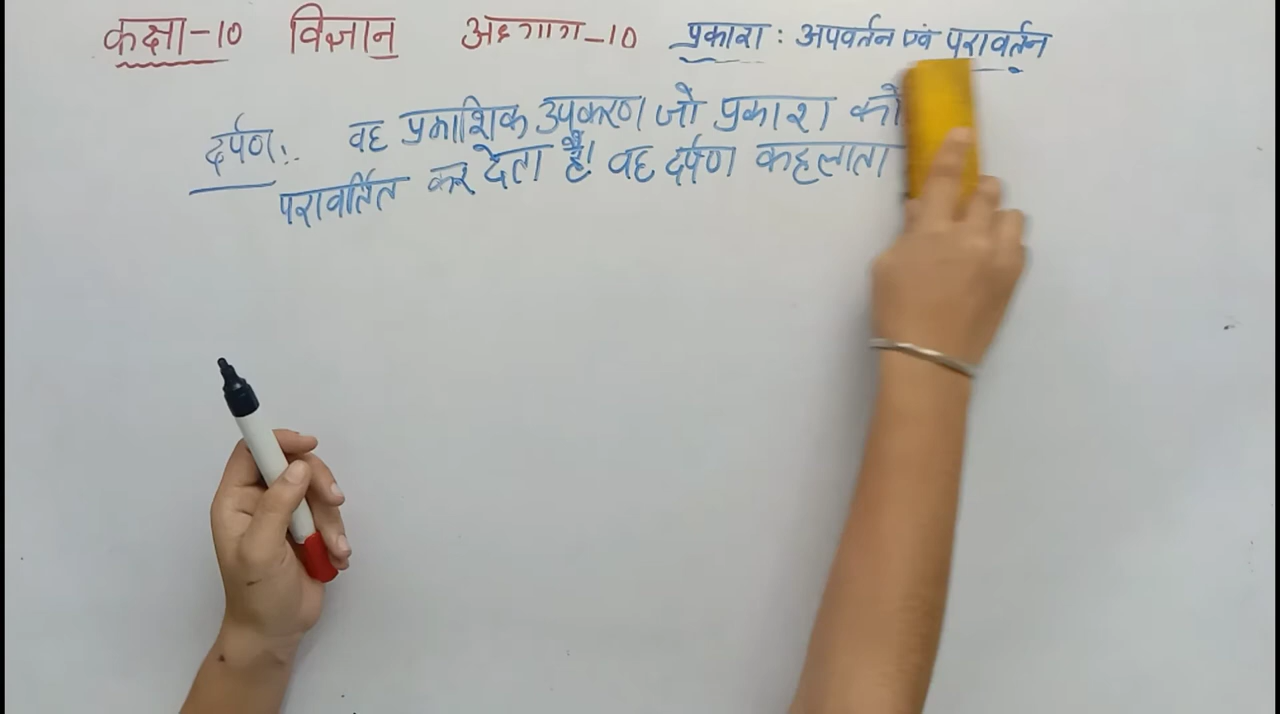 कक्षा-10 विज्ञान अध्याय-10 प्रकाश : अपवर्तन एवं परावर्तन
दर्पण:. वह प्रकाशिक उपकरण जो प्रकाश को
परावर्तित कर देता है। वह दर्पण कहलाता